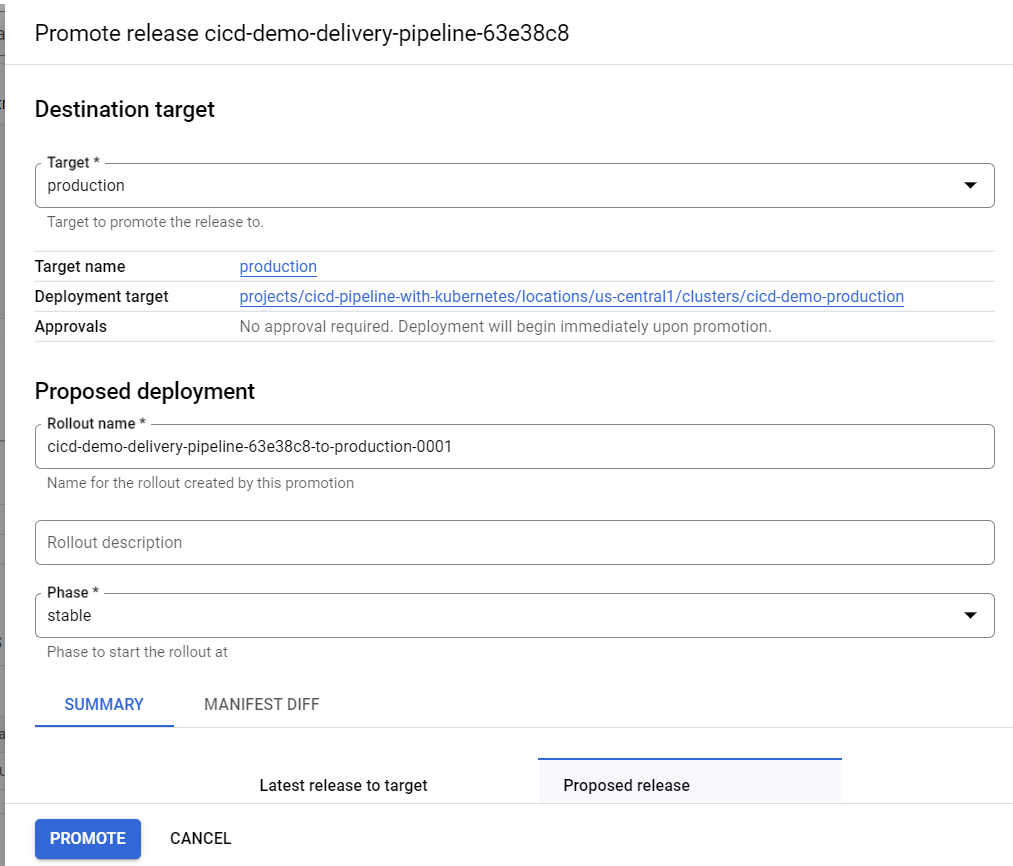 Promote release cicd-demo-delivery-pipeline-63e38c8
Destination target
Target *
production
Target to promote the release to.
Target name production
Deployment target projects/cicd-pipeline-with-kubernetes/locations/us-central1/clusters/cicd-demo-production
Approvals No approval required. Deployment will begin immediately upon promotion.
Proposed deployment
Rollout name *
cicd-demo-delivery-pipeline-63e38c8-to-production-0001
Name for the rollout created by this promotion
Rollout description
Phase *
stable
Phase to start the rollout at
SUMMARY MANIFEST DIFF
Latest release to target Proposed release
PROMOTE CANCEL